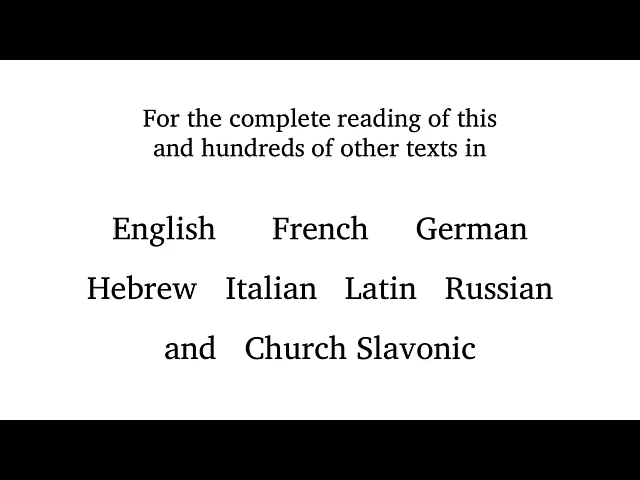 For the complete reading of this
and hundreds of other texts in
English French German
Hebrew Italian Latin Russian
and Church Slavonic